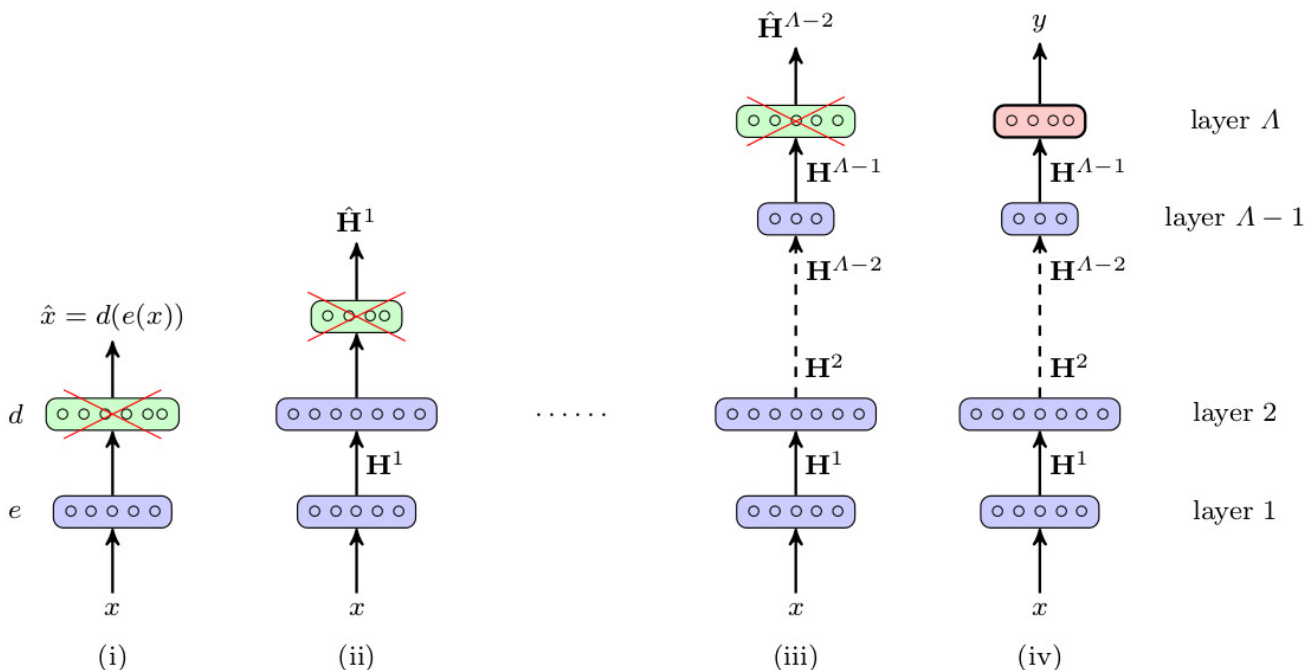 Ĥ^{Λ−2} y
layer Λ
H^{Λ−1} H^{Λ−1}
Ĥ^1 layer Λ − 1
H^{Λ−2} H^{Λ−2}
x̂ = d(e(x))
H^2 H^2
d ...... layer 2
H^1 H^1 H^1
e layer 1
x x x x
(i) (ii) (iii) (iv)